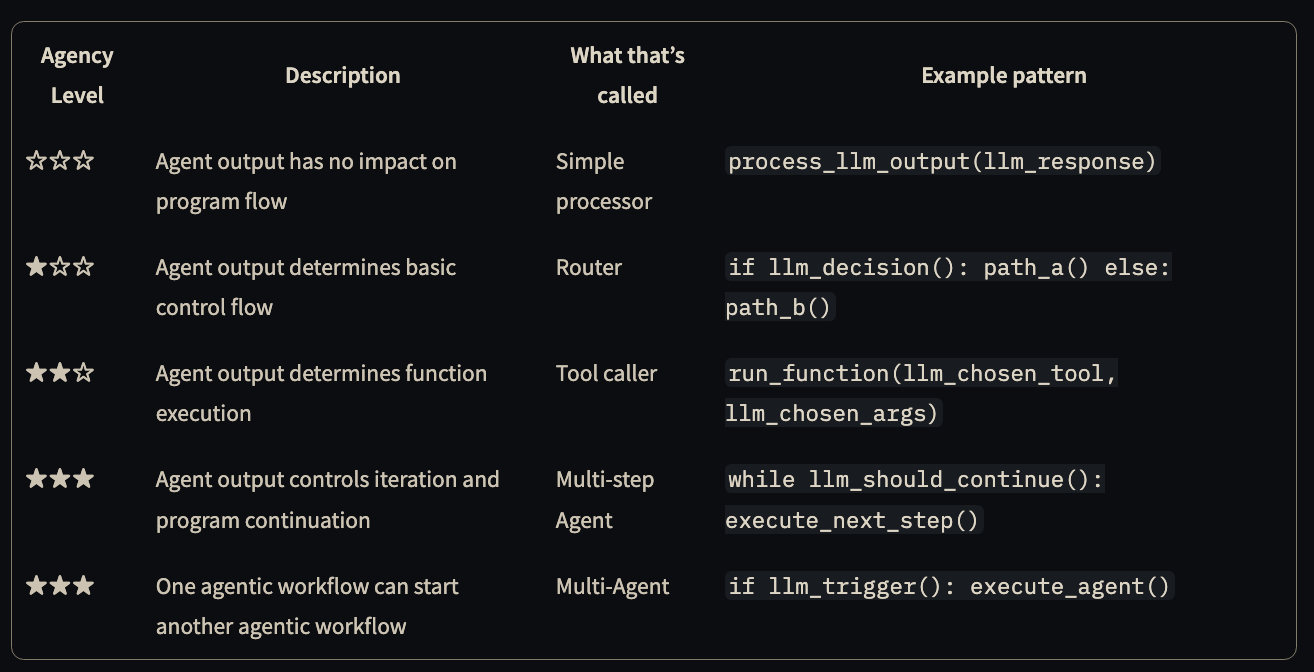 Agency Level
Description
What that’s called
Example pattern
☆☆☆
Agent output has no impact on
program flow
Simple
processor
process_llm_output(llm_response)
★☆☆
Agent output determines basic
control flow
Router
if llm_decision(): path_a() else:
path_b()
★★☆
Agent output determines function
execution
Tool caller
run_function(llm_chosen_tool,
llm_chosen_args)
★★★
Agent output controls iteration and
program continuation
Multi-step
Agent
while llm_should_continue():
execute_next_step()
★★★
One agentic workflow can start
another agentic workflow
Multi-Agent
if llm_trigger(): execute_agent()